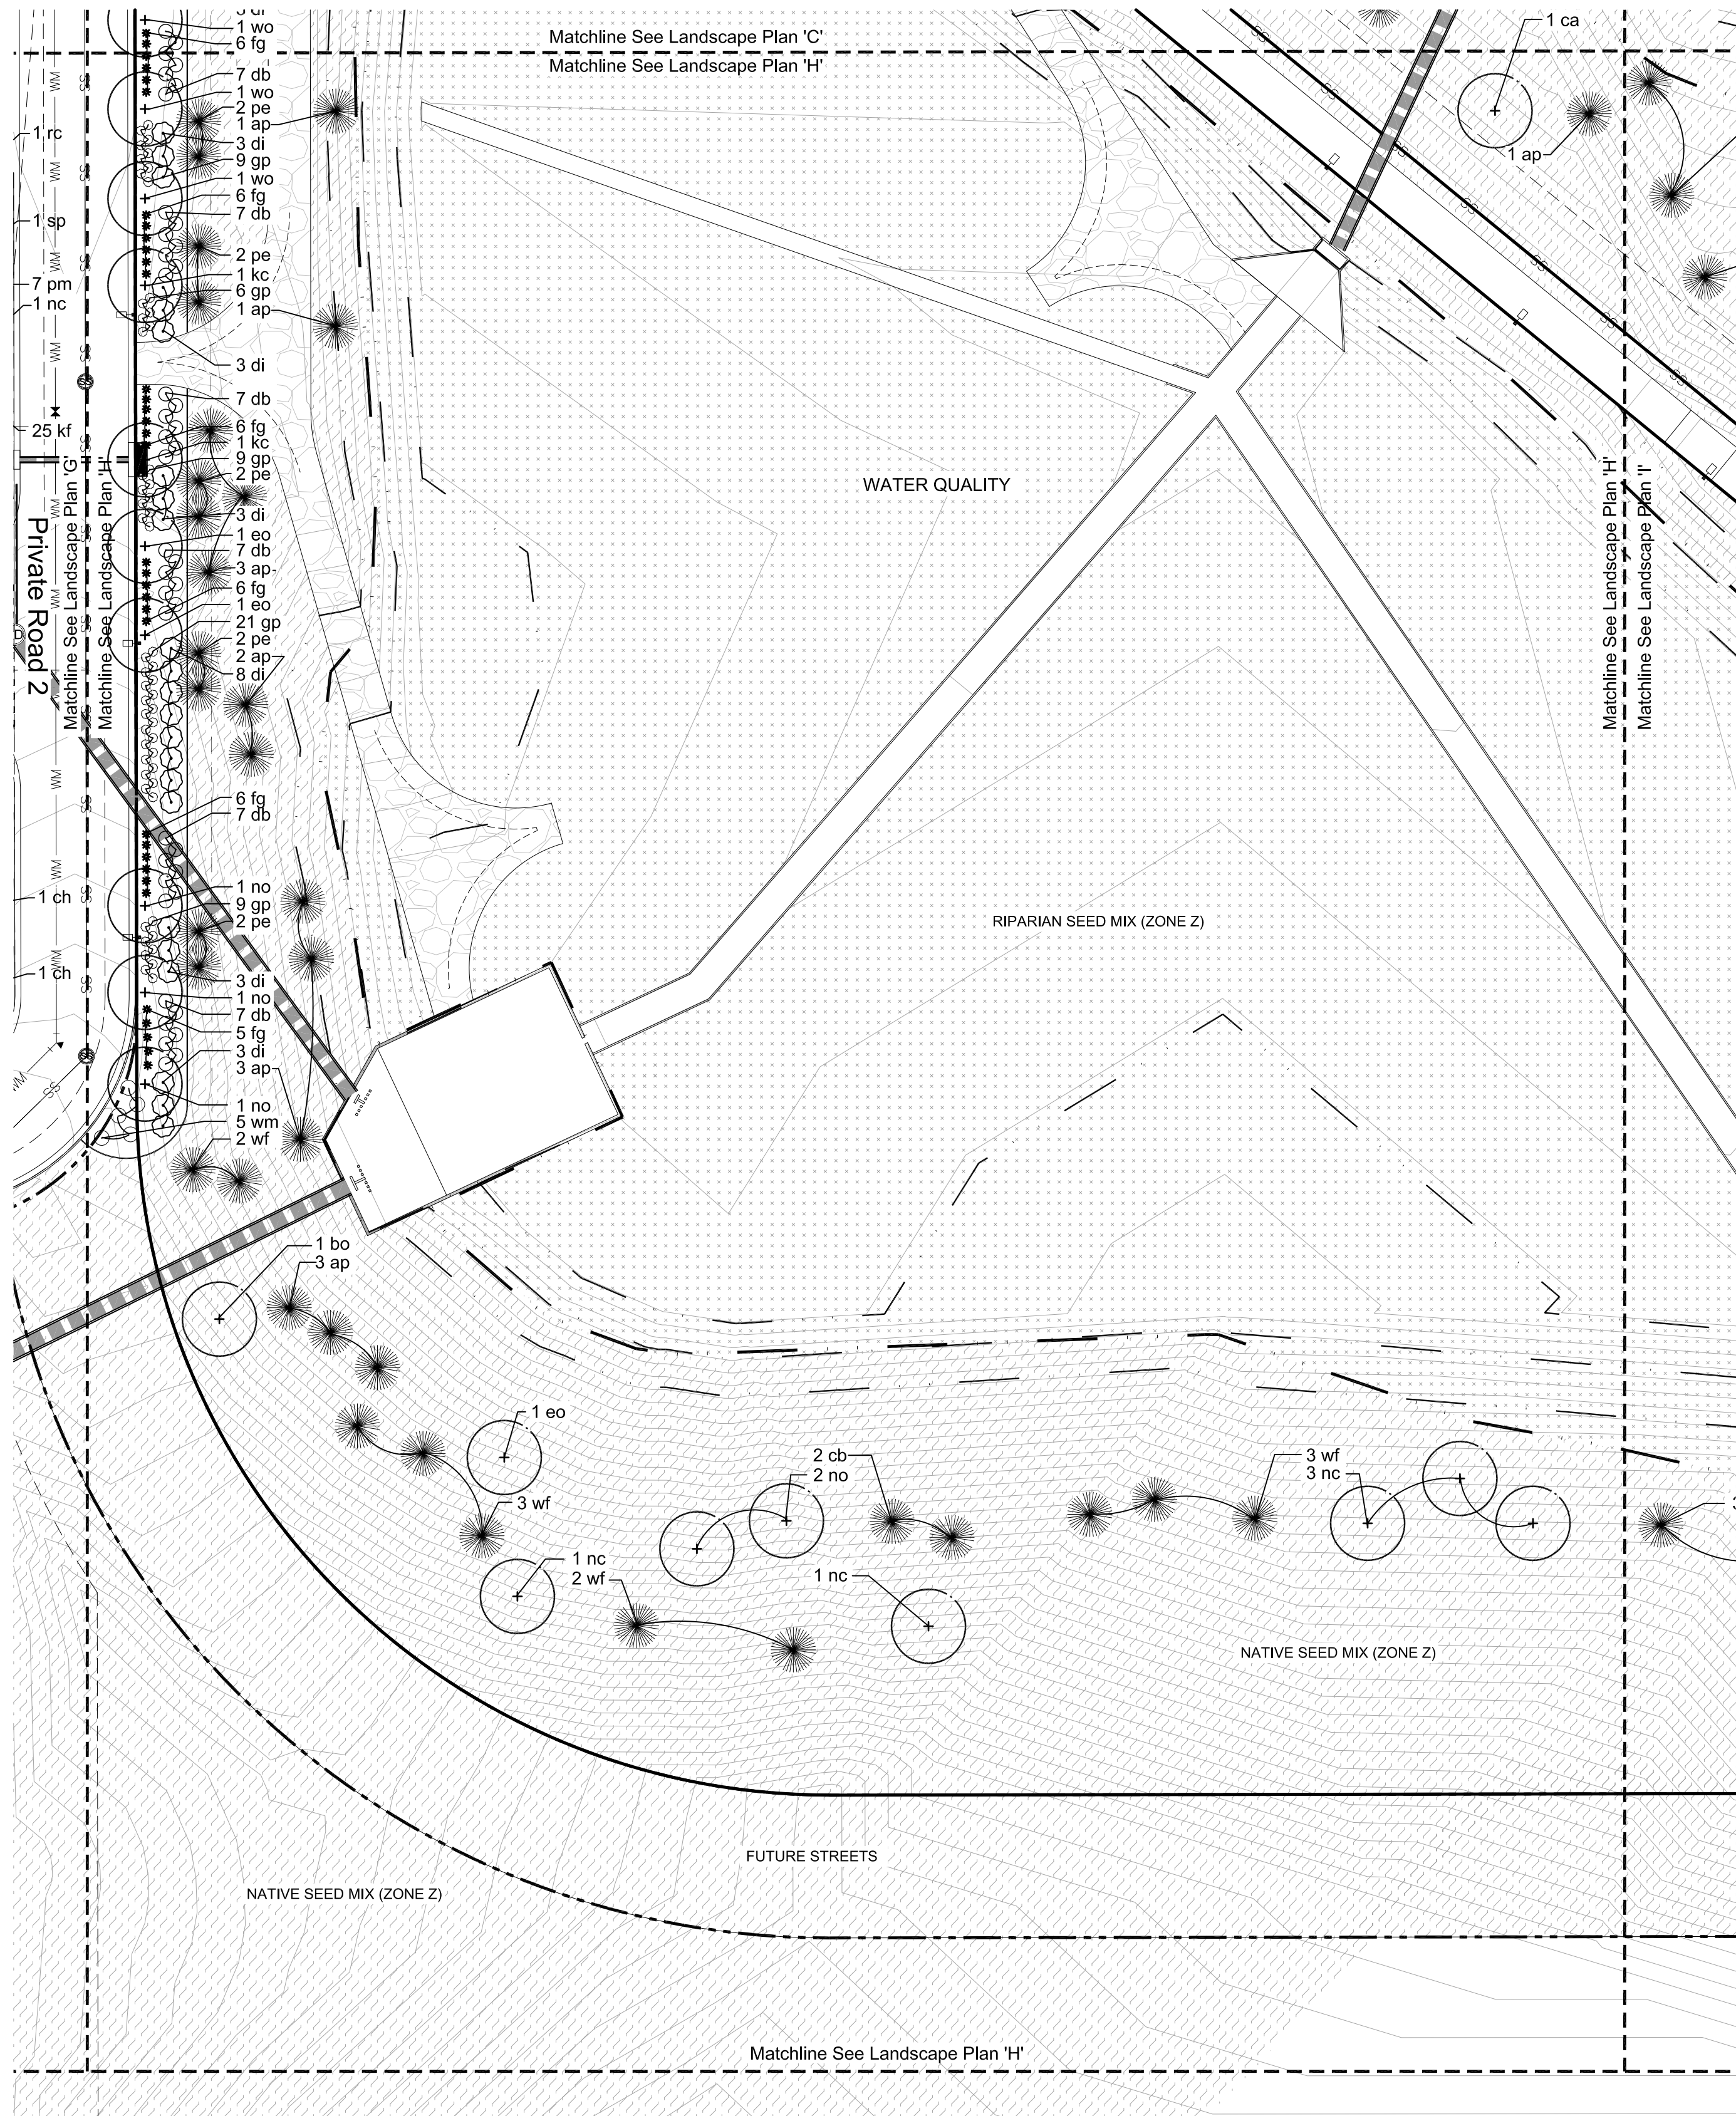 3 di
1 wo
6 fg
Matchline See Landscape Plan 'C'
Matchline See Landscape Plan 'H'
1 ca
7 db
1 wo
2 pe
1 ap
1 rc
3 di
9 gp
1 ap
1 wo
6 fg
7 db
1 sp
2 pe
1 kc
7 pm
6 gp
1 nc
1 ap
3 di
7 db
6 fg
25 kf
1 kc
9 gp
2 pe
WATER QUALITY
3 di
1 eo
7 db
3 ap
6 fg
1 eo
21 gp
2 pe
2 ap
8 di
Private Road 2
Matchline See Landscape Plan 'G'
Matchline See Landscape Plan 'H'
Matchline See Landscape Plan 'H'
Matchline See Landscape Plan 'I'
6 fg
7 db
1 no
1 ch
9 gp
2 pe
RIPARIAN SEED MIX (ZONE Z)
1 ch
3 di
1 no
7 db
5 fg
3 di
3 ap
1 no
5 wm
2 wf
1 bo
3 ap
1 eo
2 cb
2 no
3 wf
3 nc
3 wf
1 nc
2 wf
1 nc
NATIVE SEED MIX (ZONE Z)
FUTURE STREETS
NATIVE SEED MIX (ZONE Z)
Matchline See Landscape Plan 'H'